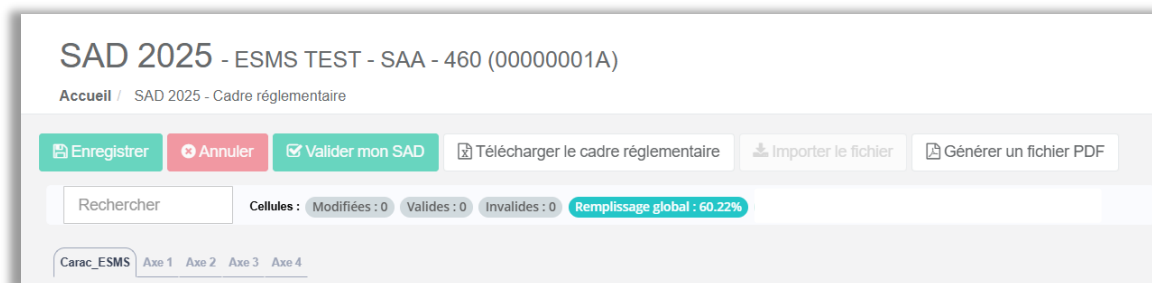 SAD 2025 - ESMS TEST - SAA - 460 (00000001A)
Accueil / SAD 2025 - Cadre réglementaire
Enregistrer Annuler Valider mon SAD Télécharger le cadre réglementaire Importer le fichier Générer un fichier PDF
Rechercher Cellules : Modifiées : 0 Valides : 0 Invalides : 0 Remplissage global : 60.22%
Carac_ESMS Axe 1 Axe 2 Axe 3 Axe 4